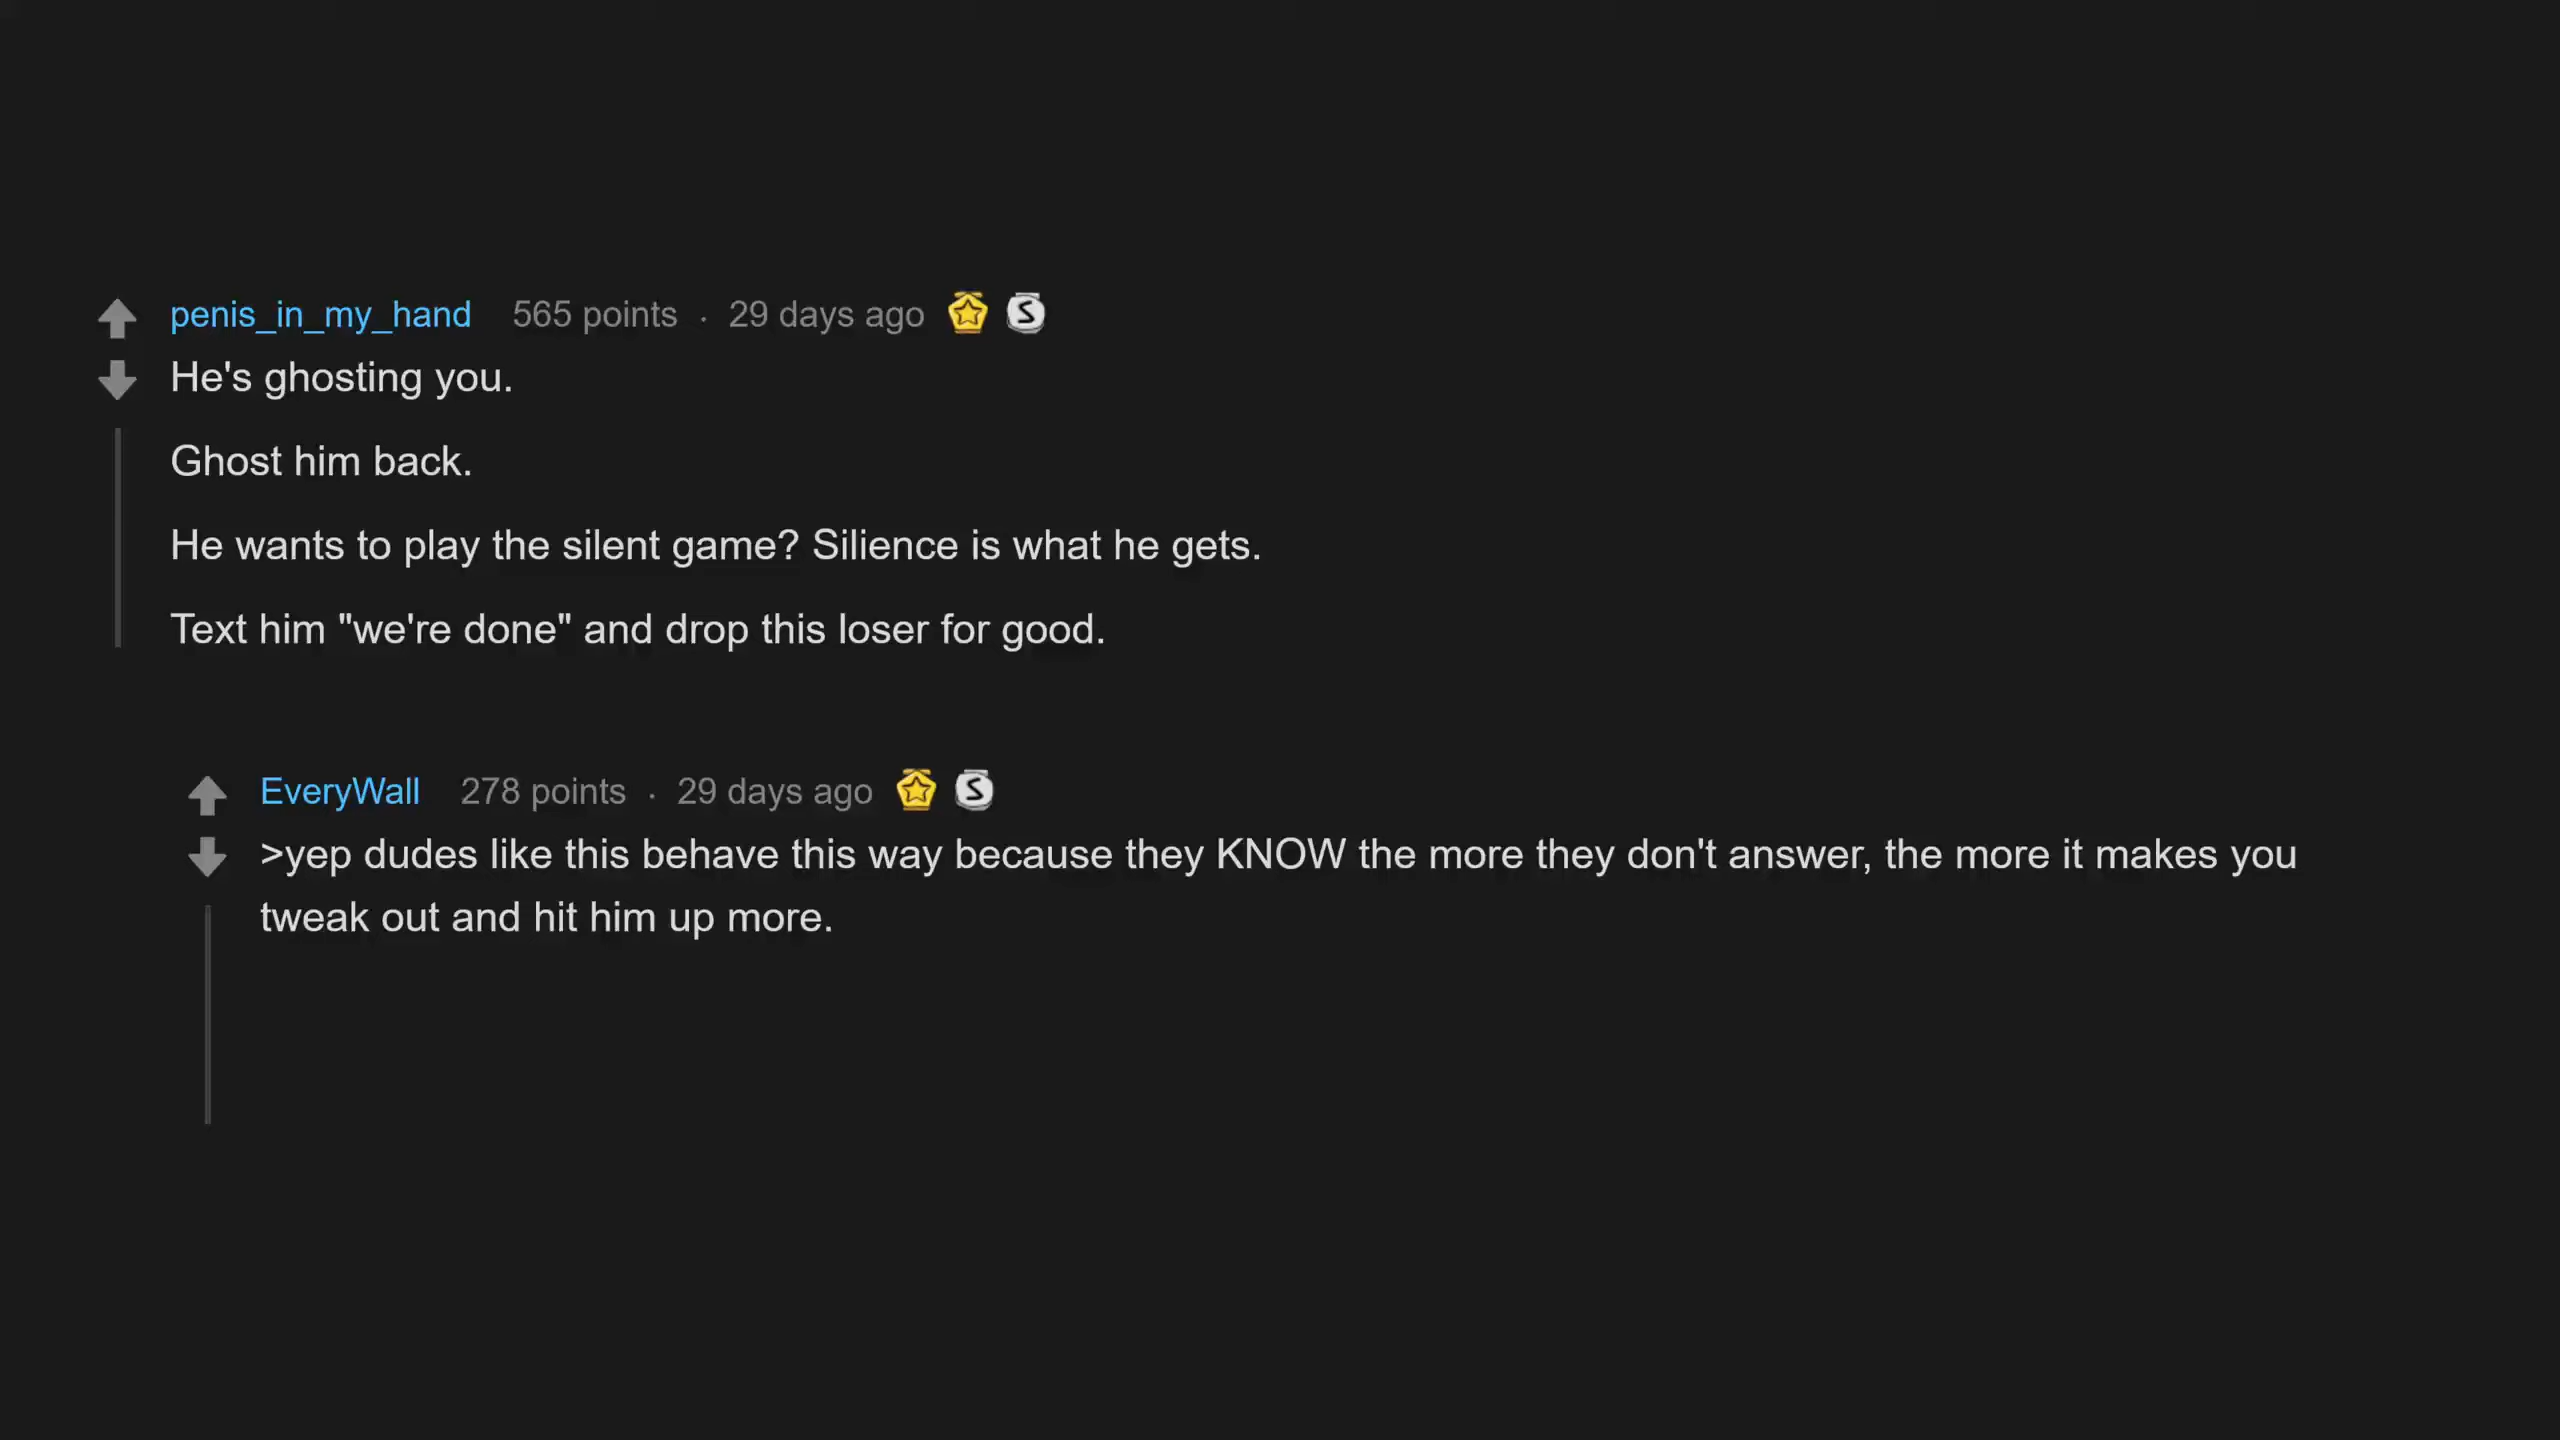 penis_in_my_hand 565 points · 29 days ago
He's ghosting you.
Ghost him back.
He wants to play the silent game? Silience is what he gets.
Text him "we're done" and drop this loser for good.
EveryWall 278 points · 29 days ago
>yep dudes like this behave this way because they KNOW the more they don't answer, the more it makes you
tweak out and hit him up more.